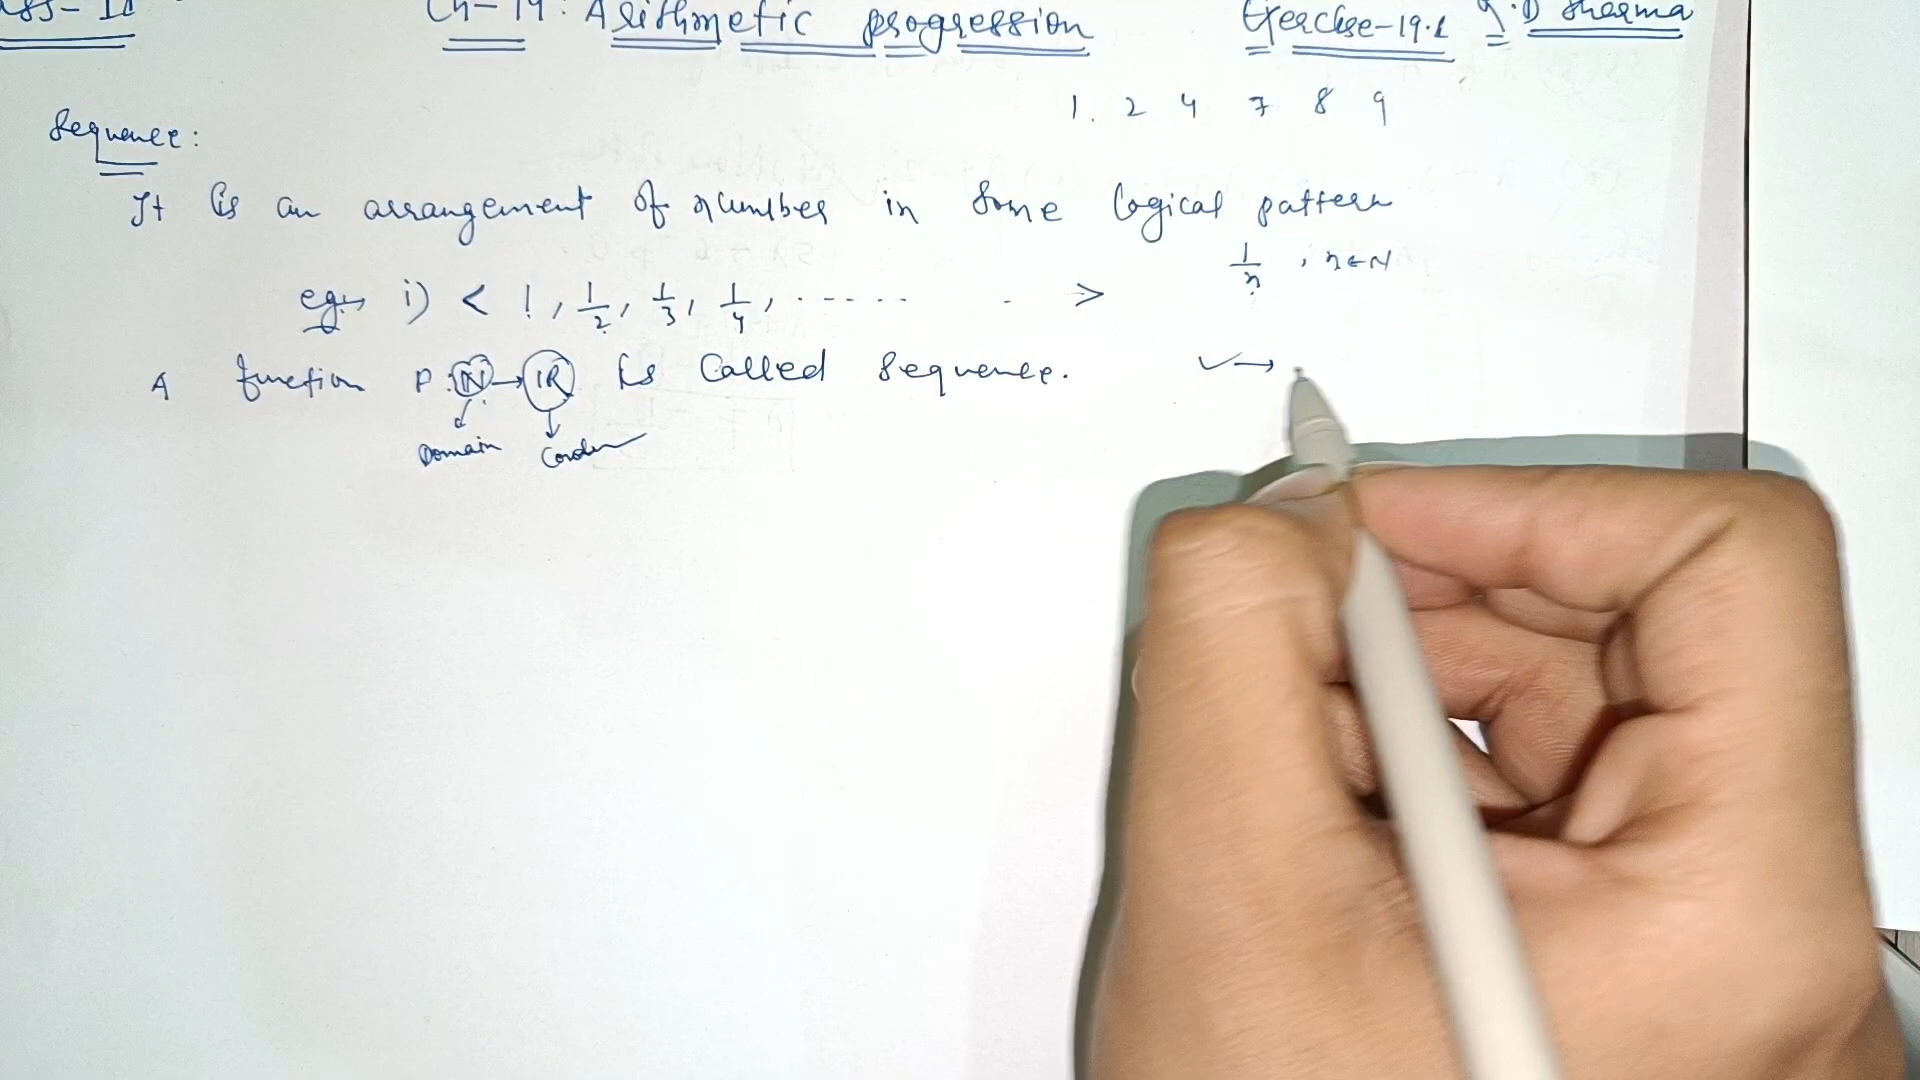 Ch-19: Arithmetic progression Exercise-19.1 R.D Sharma
1. 2 4 7 8 9
Sequence:
It is an arrangement of number in some logical pattern
1/n , n∈N
eg→ i) < 1, 1/2, 1/3, 1/4, ........ . >
A function F: N→IR is called sequence.
Domain